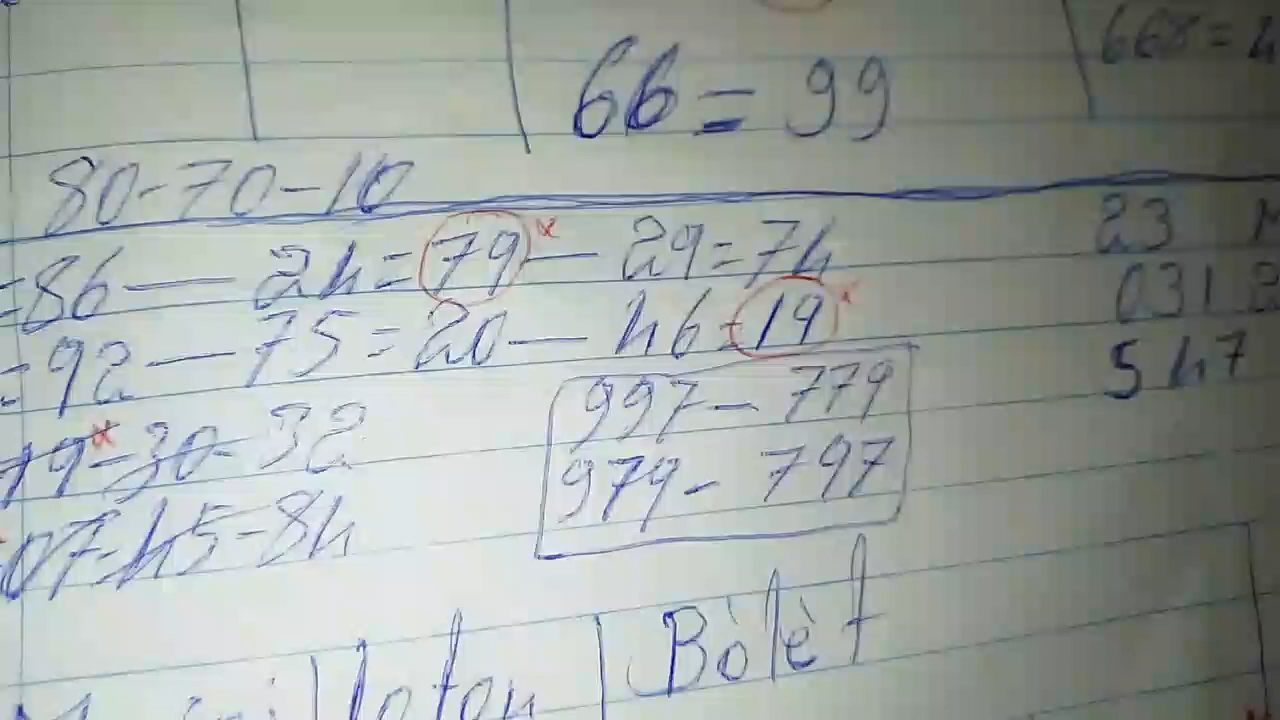 66 = 99
80-70-10
=86 — 24 = 79 x — 29 = 74
=92 — 75 = 20 — 46 = 19 x
997 — 779
979 - 797
19 x - 30 - 32
07 - 45 - 84
23
031
547
Bòlèt